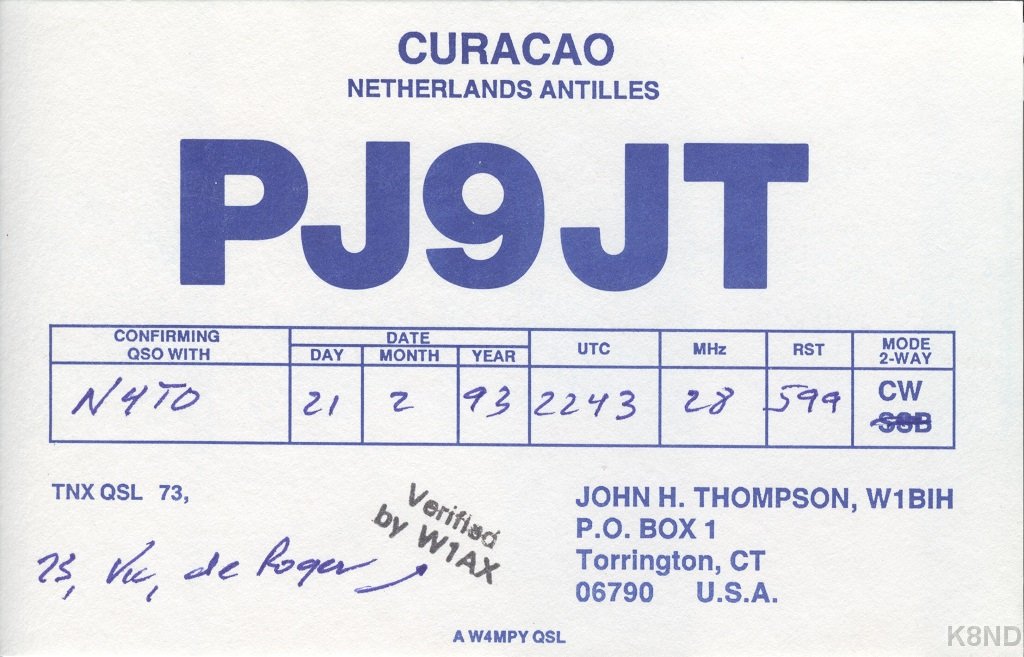 CURACAO
NETHERLANDS ANTILLES
PJ9JT
CONFIRMING QSO WITH DATE DAY MONTH YEAR UTC MHz RST MODE 2-WAY
N4TO 21 2 93 2243 28 599 CW
SSB
TNX QSL 73,
Verified
by W1AX
73, Vic, de Roger
JOHN H. THOMPSON, W1BIH
P.O. BOX 1
Torrington, CT
06790 U.S.A.
A W4MPY QSL
K8ND